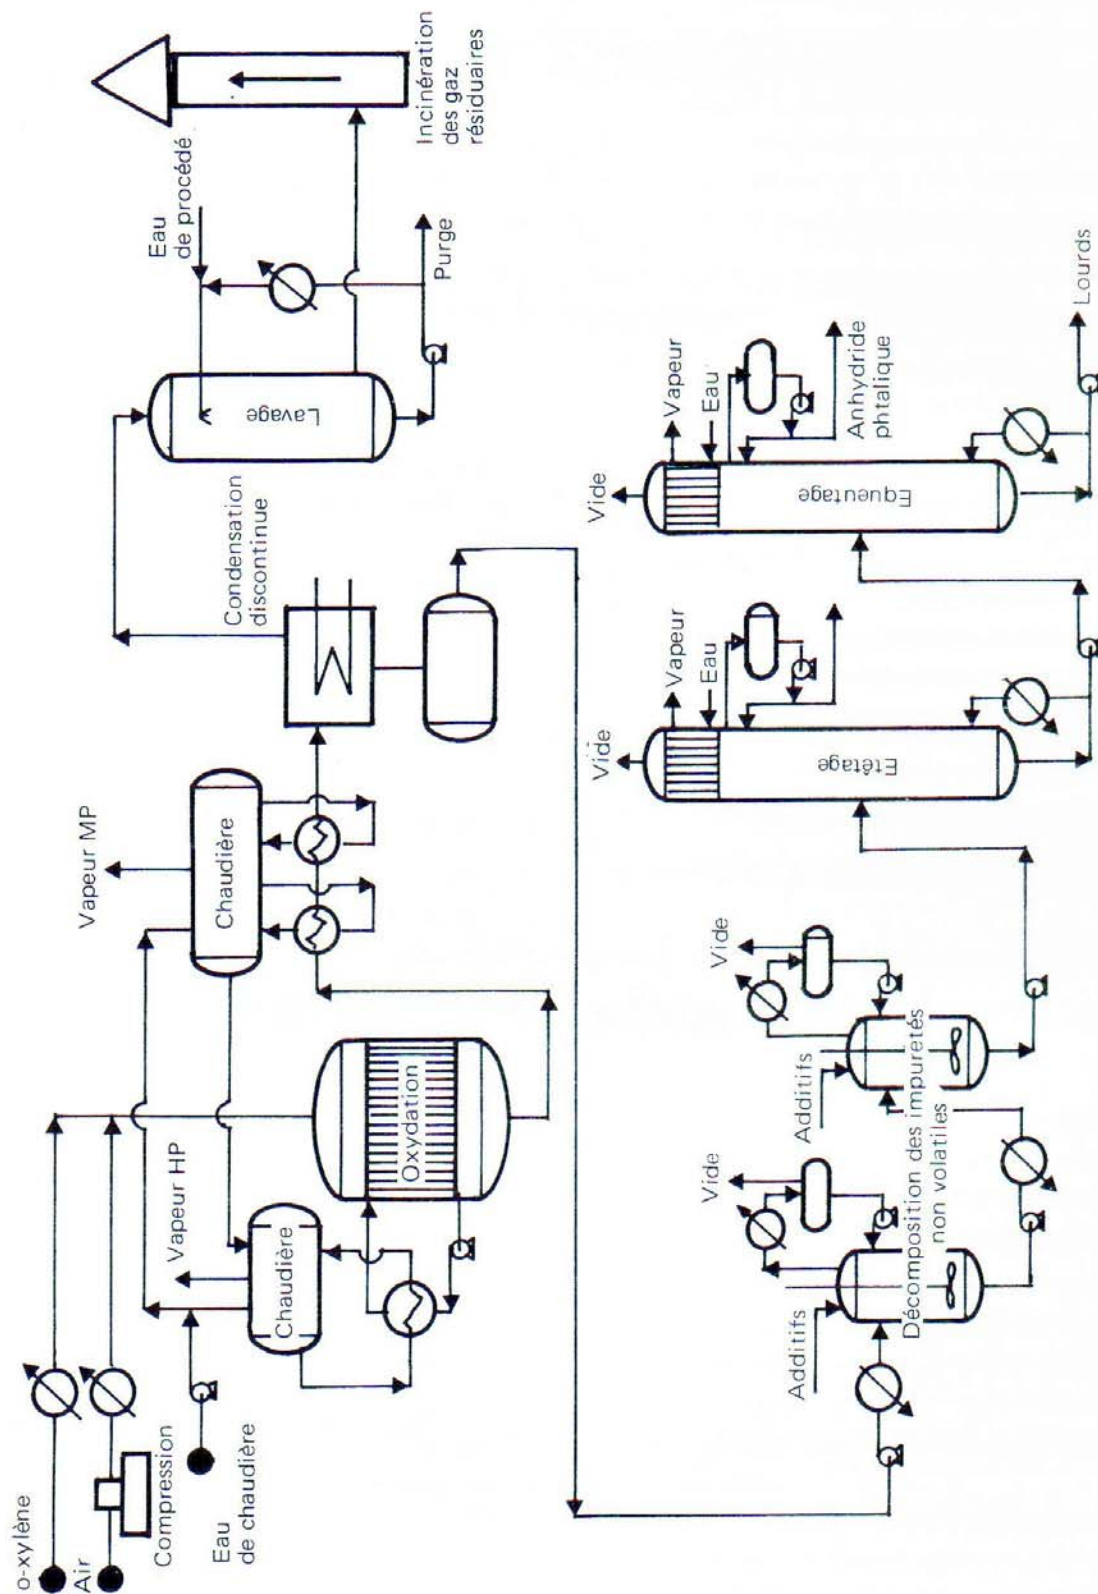 o-xylène
Air
Compression
Eau
de chaudière
Vapeur HP
Chaudière
Oxydation
Vapeur MP
Chaudière
Condensation
discontinue
Lavage
Eau
de procédé
Purge
Incinération
des gaz
résiduaires
Additifs
Vide
Additifs
Vide
Décomposition des impuretés
non volatiles
Vide
Vapeur
Eau
Etêtage
Vide
Vapeur
Eau
Equeutage
Anhydride
phtalique
Lourds